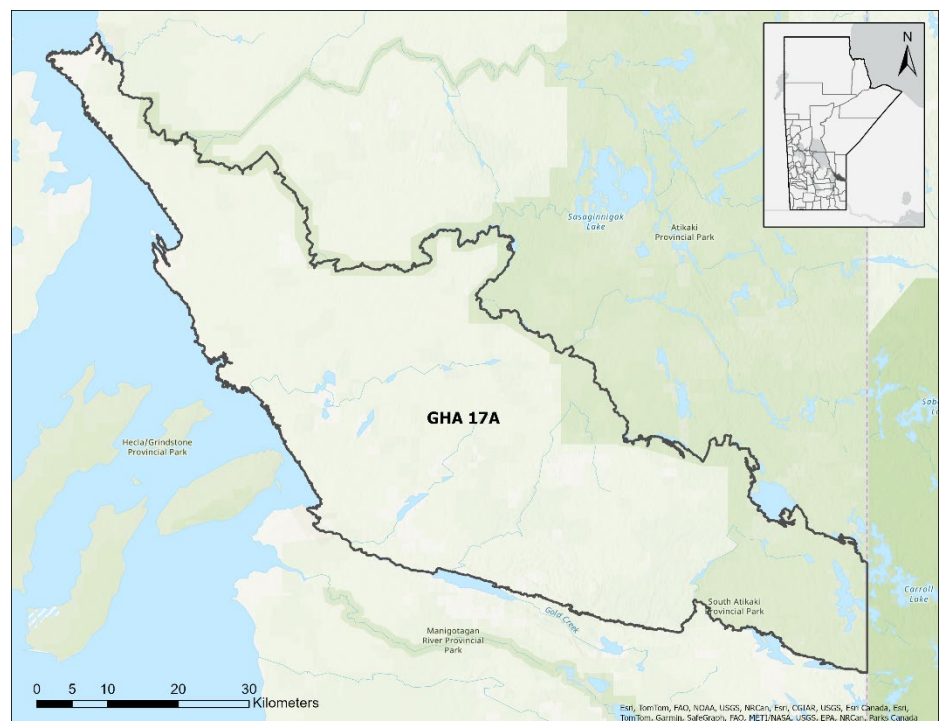 N
Sasaginnigak
Lake
Atikaki
Provincial Park
GHA 17A
Hecla/Grindstone
Provincial Park
Carroll
Lake
South Atikaki
Provincial Park
Gold Creek
Manigotagan
River Provincial
Park
0 5 10 20 30
Kilometers
Esri, TomTom, FAO, NOAA, USGS, NRCan, Esri, CGIAR, USGS, Esri Canada, Esri,
TomTom, Garmin, SafeGraph, FAO, METI/NASA, USGS, EPA, NRCan, Parks Canada